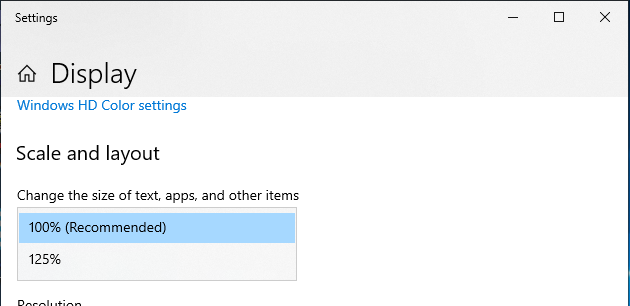 Settings
Display
Windows HD Color settings
Scale and layout
Change the size of text, apps, and other items
100% (Recommended)
125%
Resolution